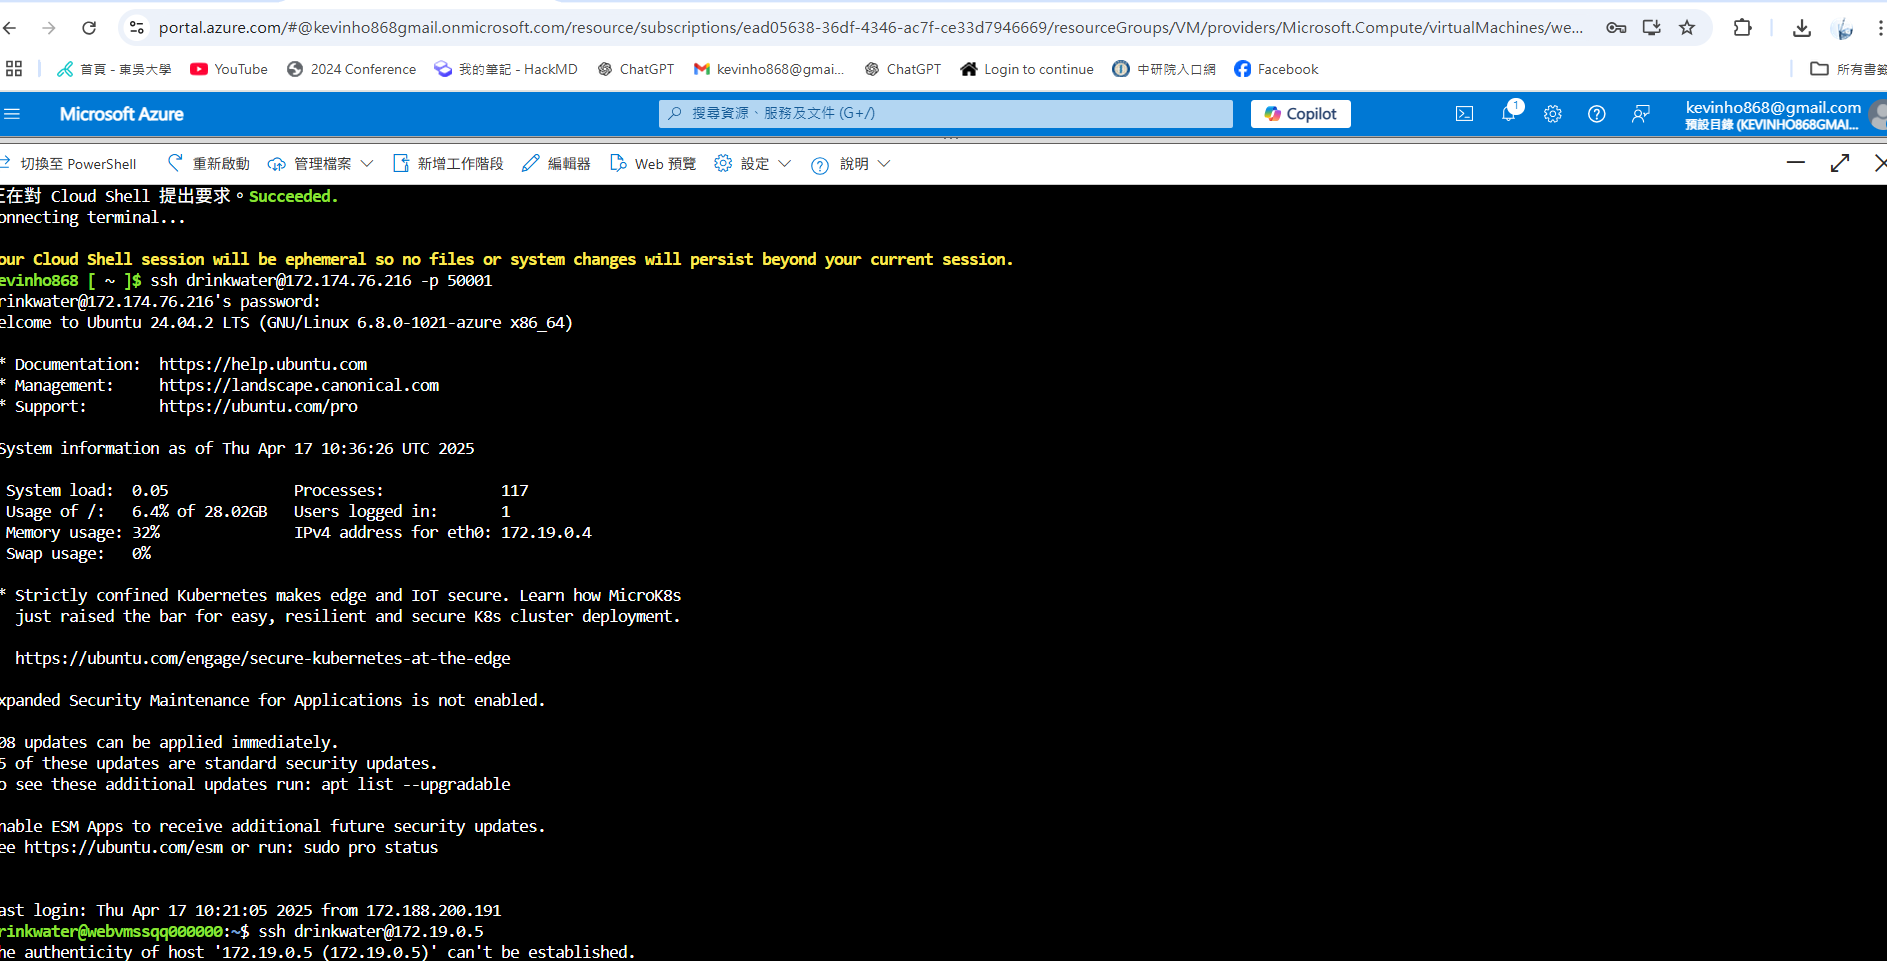 portal.azure.com/#@kevinho868gmail.onmicrosoft.com/resource/subscriptions/ead05638-36df-4346-ac7f-ce33d7946669/resourceGroups/VM/providers/Microsoft.Compute/virtualMachines/we...
首頁 - 東吳大學 YouTube 2024 Conference 我的筆記 - HackMD ChatGPT kevinho868@gmai... ChatGPT Login to continue 中研院入口網 Facebook 所有書籤
Microsoft Azure 搜尋資源、服務及文件 (G+/) Copilot 1 kevinho868@gmail.com
預設目錄 (KEVINHO868GMAI...
切換至 PowerShell 重新啟動 管理檔案 新增工作階段 編輯器 Web 預覽 設定 說明
正在對 Cloud Shell 提出要求。Succeeded.
onnecting terminal...
our Cloud Shell session will be ephemeral so no files or system changes will persist beyond your current session.
evinho868 [ ~ ]$ ssh drinkwater@172.174.76.216 -p 50001
rinkwater@172.174.76.216's password:
elcome to Ubuntu 24.04.2 LTS (GNU/Linux 6.8.0-1021-azure x86_64)
* Documentation: https://help.ubuntu.com
* Management: https://landscape.canonical.com
* Support: https://ubuntu.com/pro
System information as of Thu Apr 17 10:36:26 UTC 2025
System load: 0.05 Processes: 117
Usage of /: 6.4% of 28.02GB Users logged in: 1
Memory usage: 32% IPv4 address for eth0: 172.19.0.4
Swap usage: 0%
* Strictly confined Kubernetes makes edge and IoT secure. Learn how MicroK8s
just raised the bar for easy, resilient and secure K8s cluster deployment.
https://ubuntu.com/engage/secure-kubernetes-at-the-edge
xpanded Security Maintenance for Applications is not enabled.
08 updates can be applied immediately.
5 of these updates are standard security updates.
o see these additional updates run: apt list --upgradable
nable ESM Apps to receive additional future security updates.
ee https://ubuntu.com/esm or run: sudo pro status
ast login: Thu Apr 17 10:21:05 2025 from 172.188.200.191
rinkwater@webvmssqq000000:~$ ssh drinkwater@172.19.0.5
he authenticity of host '172.19.0.5 (172.19.0.5)' can't be established.